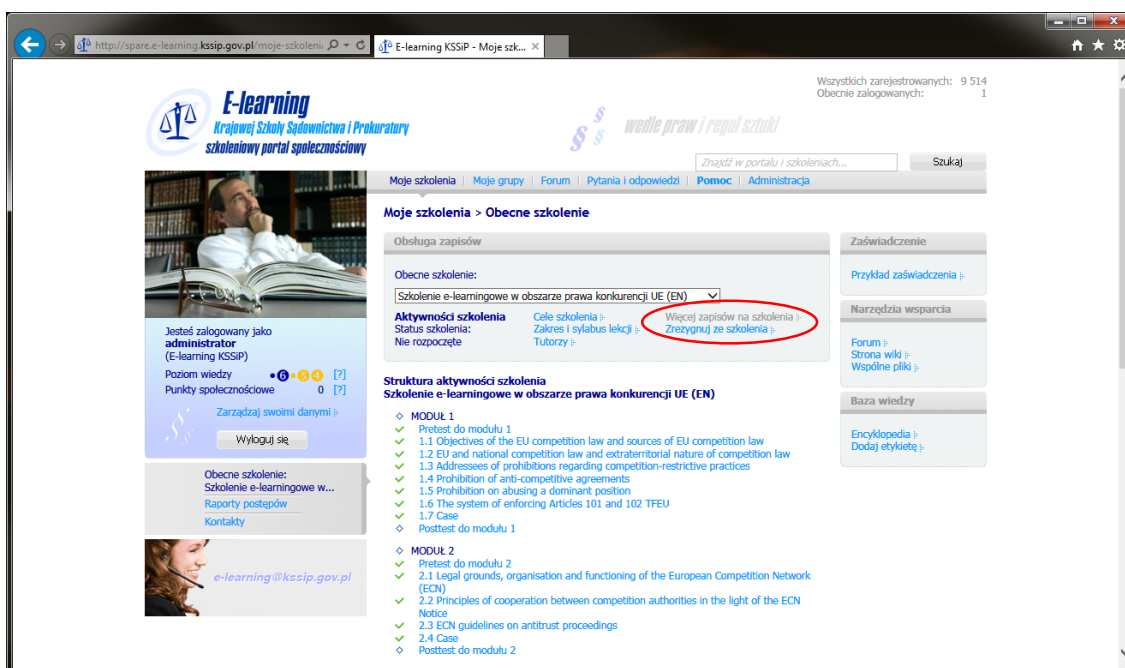 http://spare.e-learning.kssip.gov.pl/moje-szkoleni
E-learning KSSiP - Moje szk...
Wszystkich zarejestrowanych: 9 514
Obecnie zalogowanych: 1
E-learning
Krajowej Szkoły Sądownictwa i Prokuratury
szkoleniowy portal społecznościowy
wedle praw i reguł sztuki
Znajdź w portalu i szkoleniach...
Szukaj
Moje szkolenia | Moje grupy | Forum | Pytania i odpowiedzi | Pomoc | Administracja
Moje szkolenia > Obecne szkolenie
Obsługa zapisów
Obecne szkolenie:
Szkolenie e-learningowe w obszarze prawa konkurencji UE (EN)
Aktywności szkolenia
Status szkolenia:
Nie rozpoczęte
Cele szkolenia
Zakres i sylabus lekcji
Tutorzy
Więcej zapisów na szkolenia
Zrezygnuj ze szkolenia
Struktura aktywności szkolenia
Szkolenie e-learningowe w obszarze prawa konkurencji UE (EN)
MODUŁ 1
Pretest do modułu 1
1.1 Objectives of the EU competition law and sources of EU competition law
1.2 EU and national competition law and extraterritorial nature of competition law
1.3 Addressees of prohibitions regarding competition-restrictive practices
1.4 Prohibition of anti-competitive agreements
1.5 Prohibition on abusing a dominant position
1.6 The system of enforcing Articles 101 and 102 TFEU
1.7 Case
Posttest do modułu 1
MODUŁ 2
Pretest do modułu 2
2.1 Legal grounds, organisation and functioning of the European Competition Network
(ECN)
2.2 Principles of cooperation between competition authorities in the light of the ECN
Notice
2.3 ECN guidelines on antitrust proceedings
2.4 Case
Posttest do modułu 2
Zaświadczenie
Przykład zaświadczenia
Narzędzia wsparcia
Forum
Strona wiki
Wspólne pliki
Baza wiedzy
Encyklopedia
Dodaj etykietę
Jesteś zalogowany jako
administrator
(E-learning KSSiP)
Poziom wiedzy 6 5 4 [?]
Punkty społecznościowe 0 [?]
Zarządzaj swoimi danymi
Wyloguj się
Obecne szkolenie:
Szkolenie e-learningowe w...
Raporty postępów
Kontakty
e-learning@kssip.gov.pl